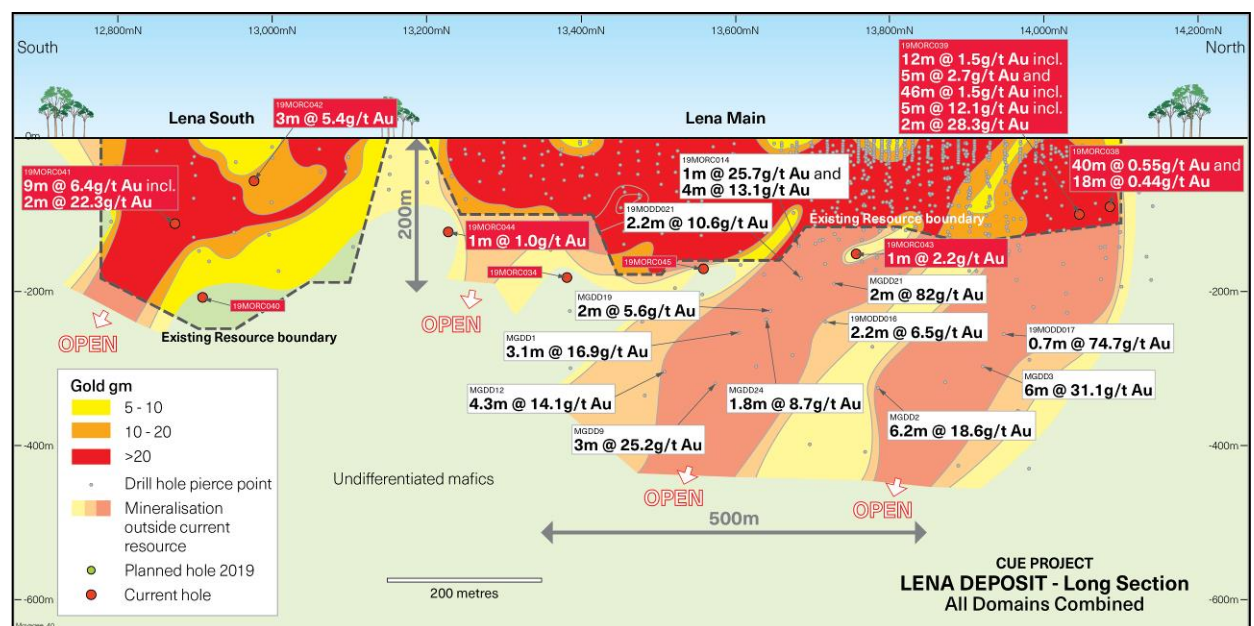 12,800mN
13,000mN
13,200mN
13,400mN
13,600mN
13,800mN
14,000mN
14,200mN
South
North
19MORC039
12m @ 1.5g/t Au incl.
5m @ 2.7g/t Au and
46m @ 1.5g/t Au incl.
5m @ 12.1g/t Au incl.
2m @ 28.3g/t Au
19MORC042
3m @ 5.4g/t Au
Lena South
Lena Main
0m
19MORC041
9m @ 6.4g/t Au incl.
2m @ 22.3g/t Au
19MORC014
1m @ 25.7g/t Au and
4m @ 13.1g/t Au
19MORC038
40m @ 0.55g/t Au and
18m @ 0.44g/t Au
200m
19MODD021
2.2m @ 10.6g/t Au
Existing Resource boundary
19MORC044
1m @ 1.0g/t Au
19MORC043
1m @ 2.2g/t Au
19MORC034
19MORC045
-200m
-200m
19MORC040
MGDD21
2m @ 82g/t Au
MGDD19
2m @ 5.6g/t Au
OPEN
Existing Resource boundary
OPEN
19MODD016
2.2m @ 6.5g/t Au
19MODD017
0.7m @ 74.7g/t Au
MGDD1
3.1m @ 16.9g/t Au
MGDD12
4.3m @ 14.1g/t Au
MGDD24
1.8m @ 8.7g/t Au
MGDD3
6m @ 31.1g/t Au
MGDD9
3m @ 25.2g/t Au
MGDD2
6.2m @ 18.6g/t Au
-400m
-400m
Gold gm
5 - 10
10 - 20
>20
Drill hole pierce point
Mineralisation
outside current
resource
Planned hole 2019
Current hole
Undifferentiated mafics
OPEN
OPEN
500m
200 metres
CUE PROJECT
LENA DEPOSIT - Long Section
All Domains Combined
-600m
-600m